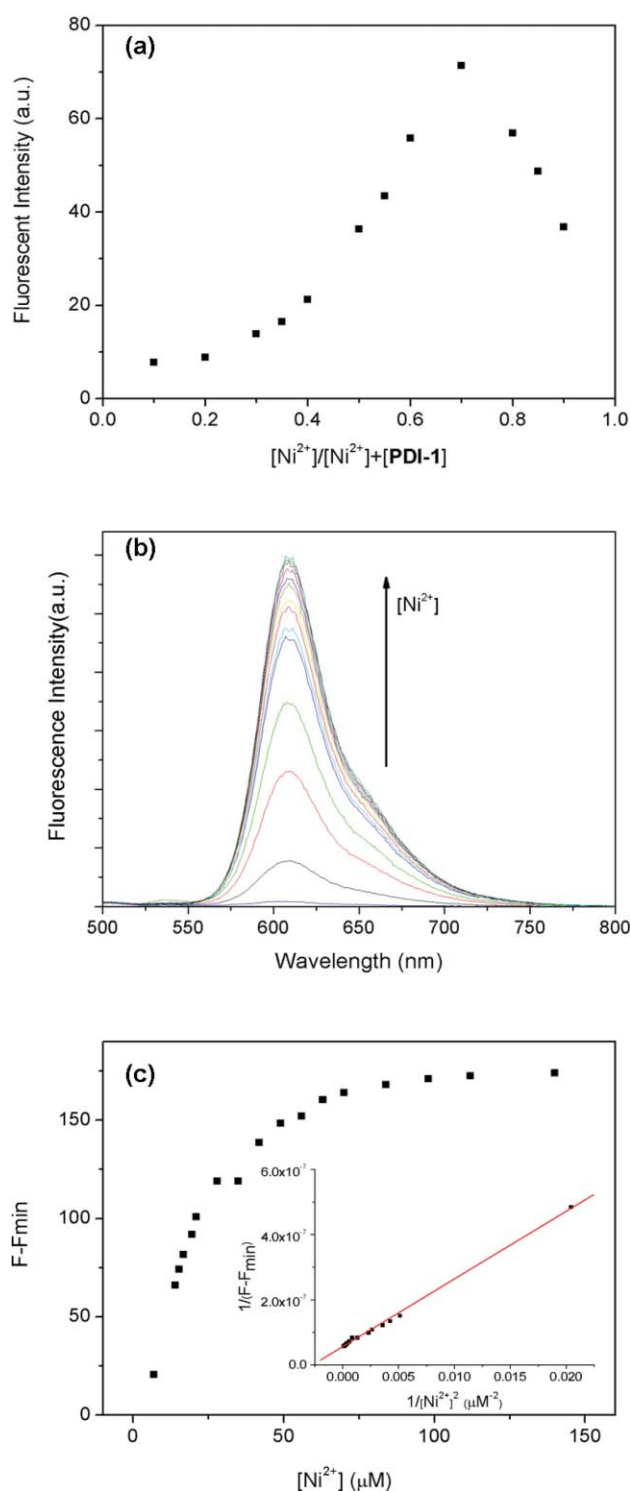 (a)
Fluorescent Intensity (a.u.)
80
60
40
20
0
0.0 0.2 0.4 0.6 0.8 1.0
[Ni²⁺]/[Ni²⁺]+[PDI-1]
(b)
[Ni²⁺]
Fluorescence Intensity(a.u.)
500 550 600 650 700 750 800
Wavelength (nm)
(c)
F-Fmin
150
125
100
75
50
25
0
6.0x10⁻⁷
4.0x10⁻⁷
2.0x10⁻⁷
0.0
1/(F-Fmin)
0.000 0.005 0.010 0.015 0.020
1/[Ni²⁺]² (μM⁻²)
0 50 100 150
[Ni²⁺] (μM)